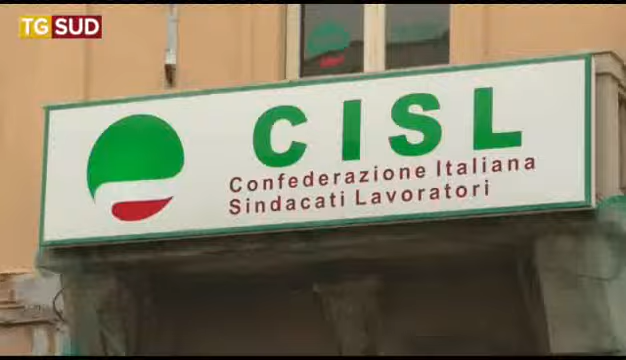 TG SUD
CISL
Confederazione Italiana
Sindacati Lavoratori